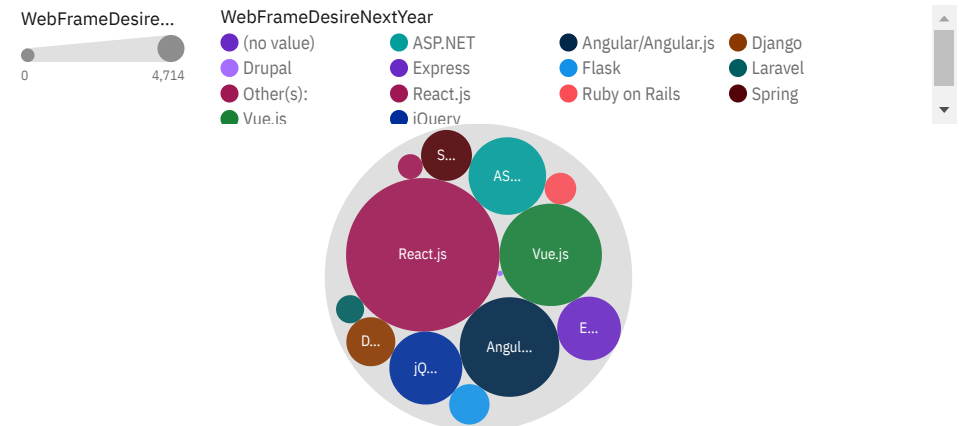 WebFrameDesire...
0 4,714
WebFrameDesireNextYear
(no value) ASP.NET Angular/Angular.js Django
Drupal Express Flask Laravel
Other(s): React.js Ruby on Rails Spring
Vue.js jQuery
S...
AS...
React.js
Vue.js
E...
D...
Angul...
jQ...